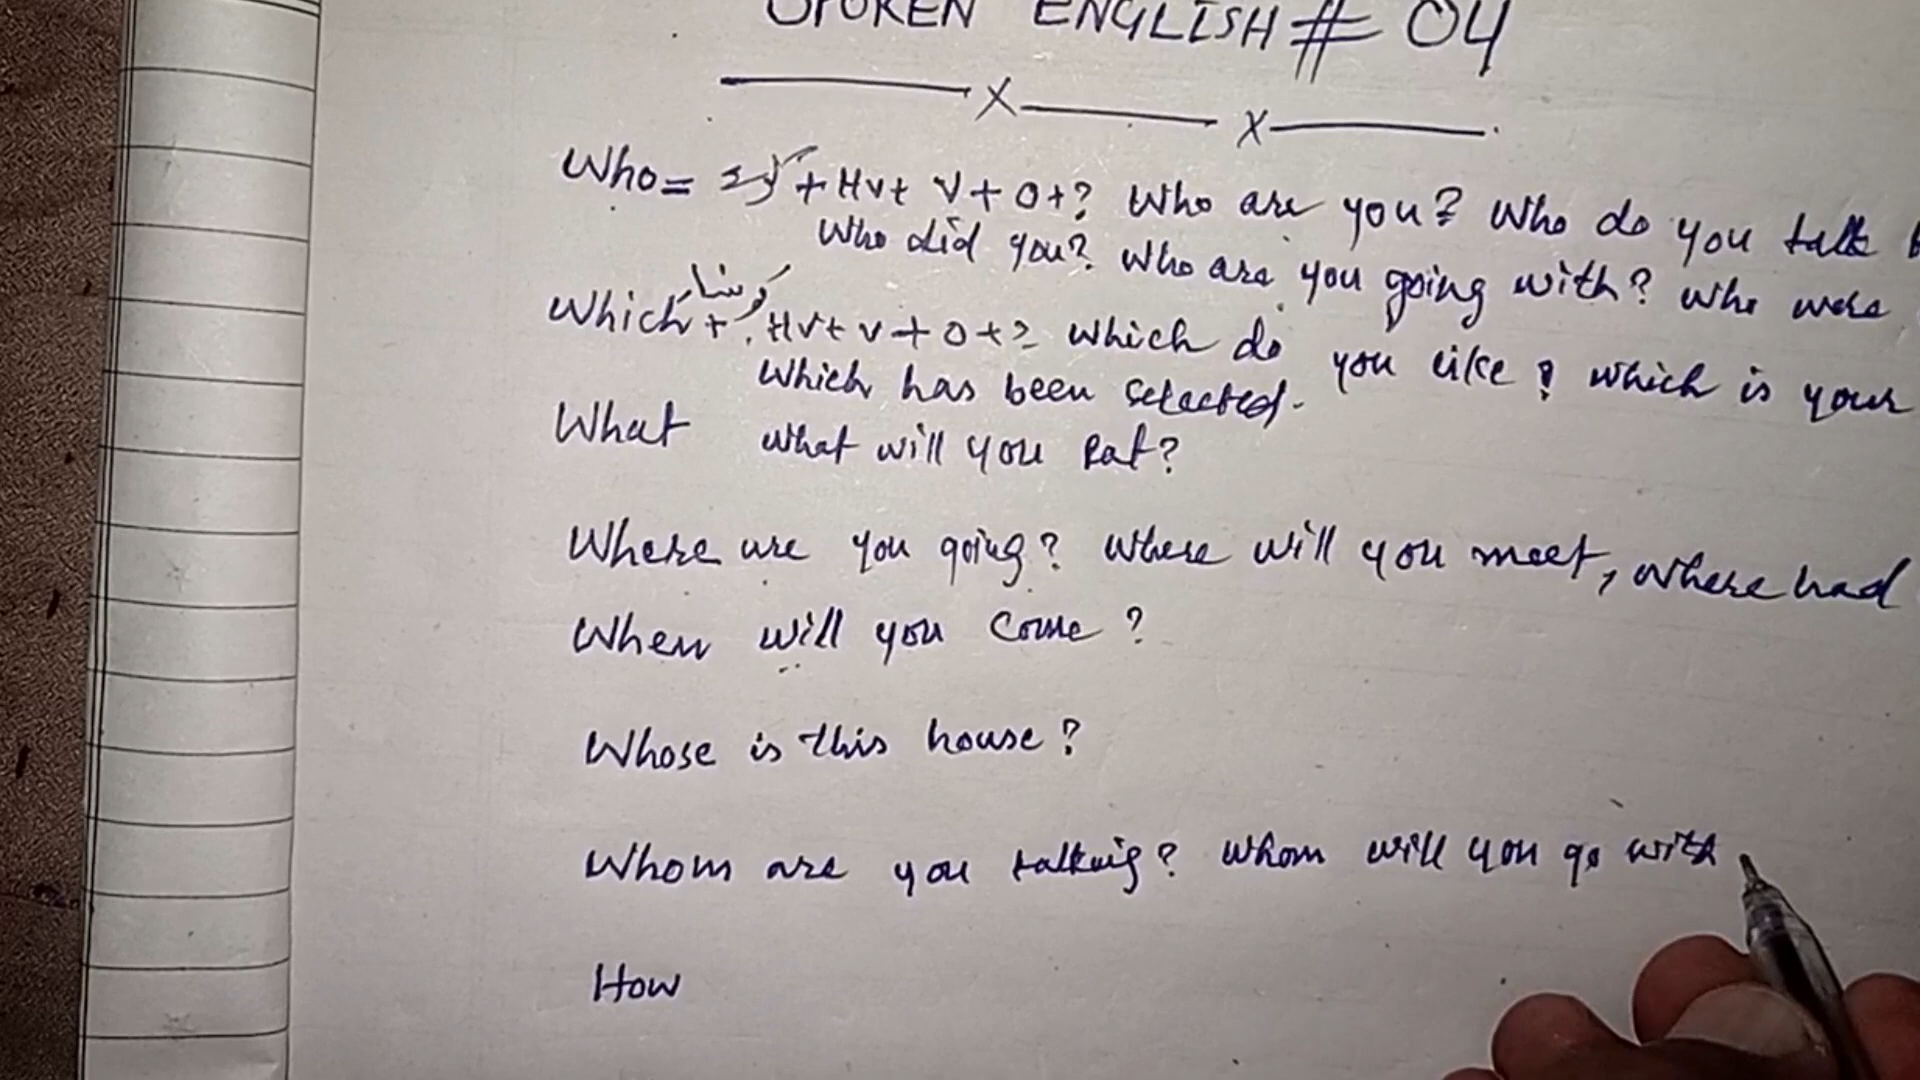 SPOKEN ENGLISH # 04
x x
Who = کون + Hv+ V + O +? Who are you? Who do you talk
Who did you? Who are you going with? Who were
کونسا
Which + Hv+ v + O +? Which do you like? which is your
Which has been selected.
What what will you eat?
Where are you going? Where will you meet, where had
When will you come?
Whose is this house?
Whom are you talking? Whom will you go with
How